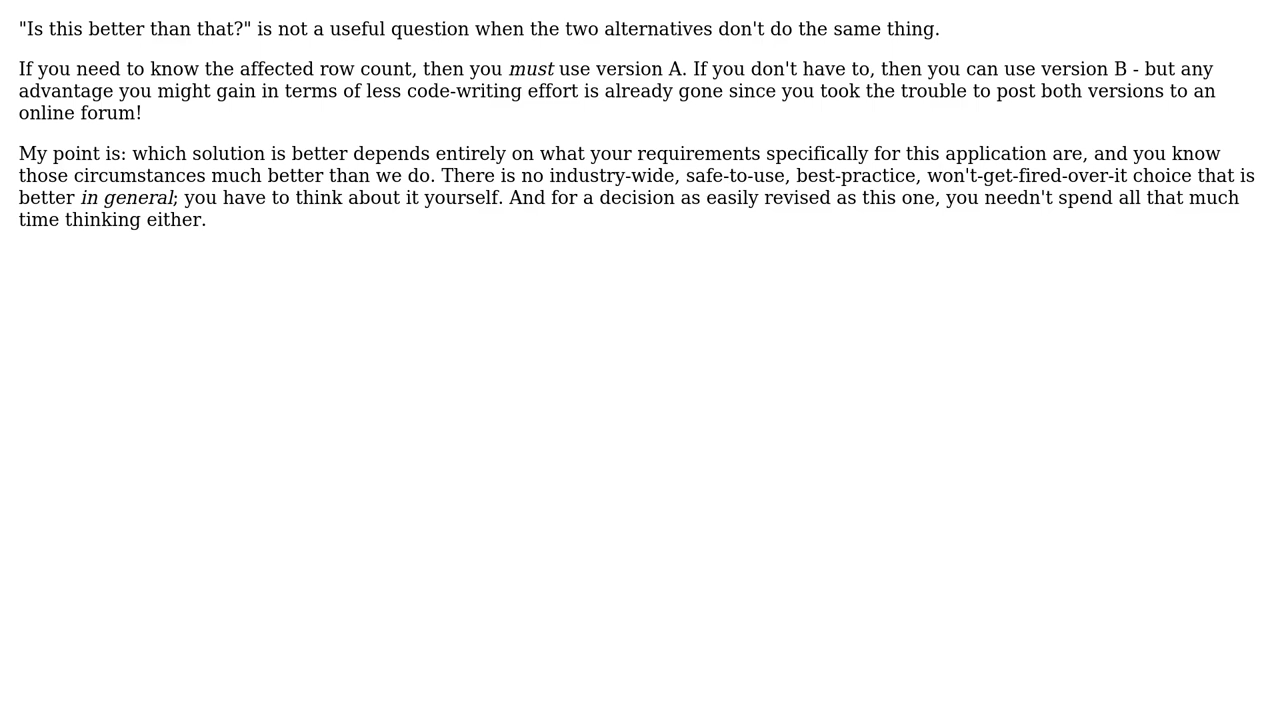 "Is this better than that?" is not a useful question when the two alternatives don't do the same thing.
If you need to know the affected row count, then you must use version A. If you don't have to, then you can use version B - but any
advantage you might gain in terms of less code-writing effort is already gone since you took the trouble to post both versions to an
online forum!
My point is: which solution is better depends entirely on what your requirements specifically for this application are, and you know
those circumstances much better than we do. There is no industry-wide, safe-to-use, best-practice, won't-get-fired-over-it choice that is
better in general; you have to think about it yourself. And for a decision as easily revised as this one, you needn't spend all that much
time thinking either.